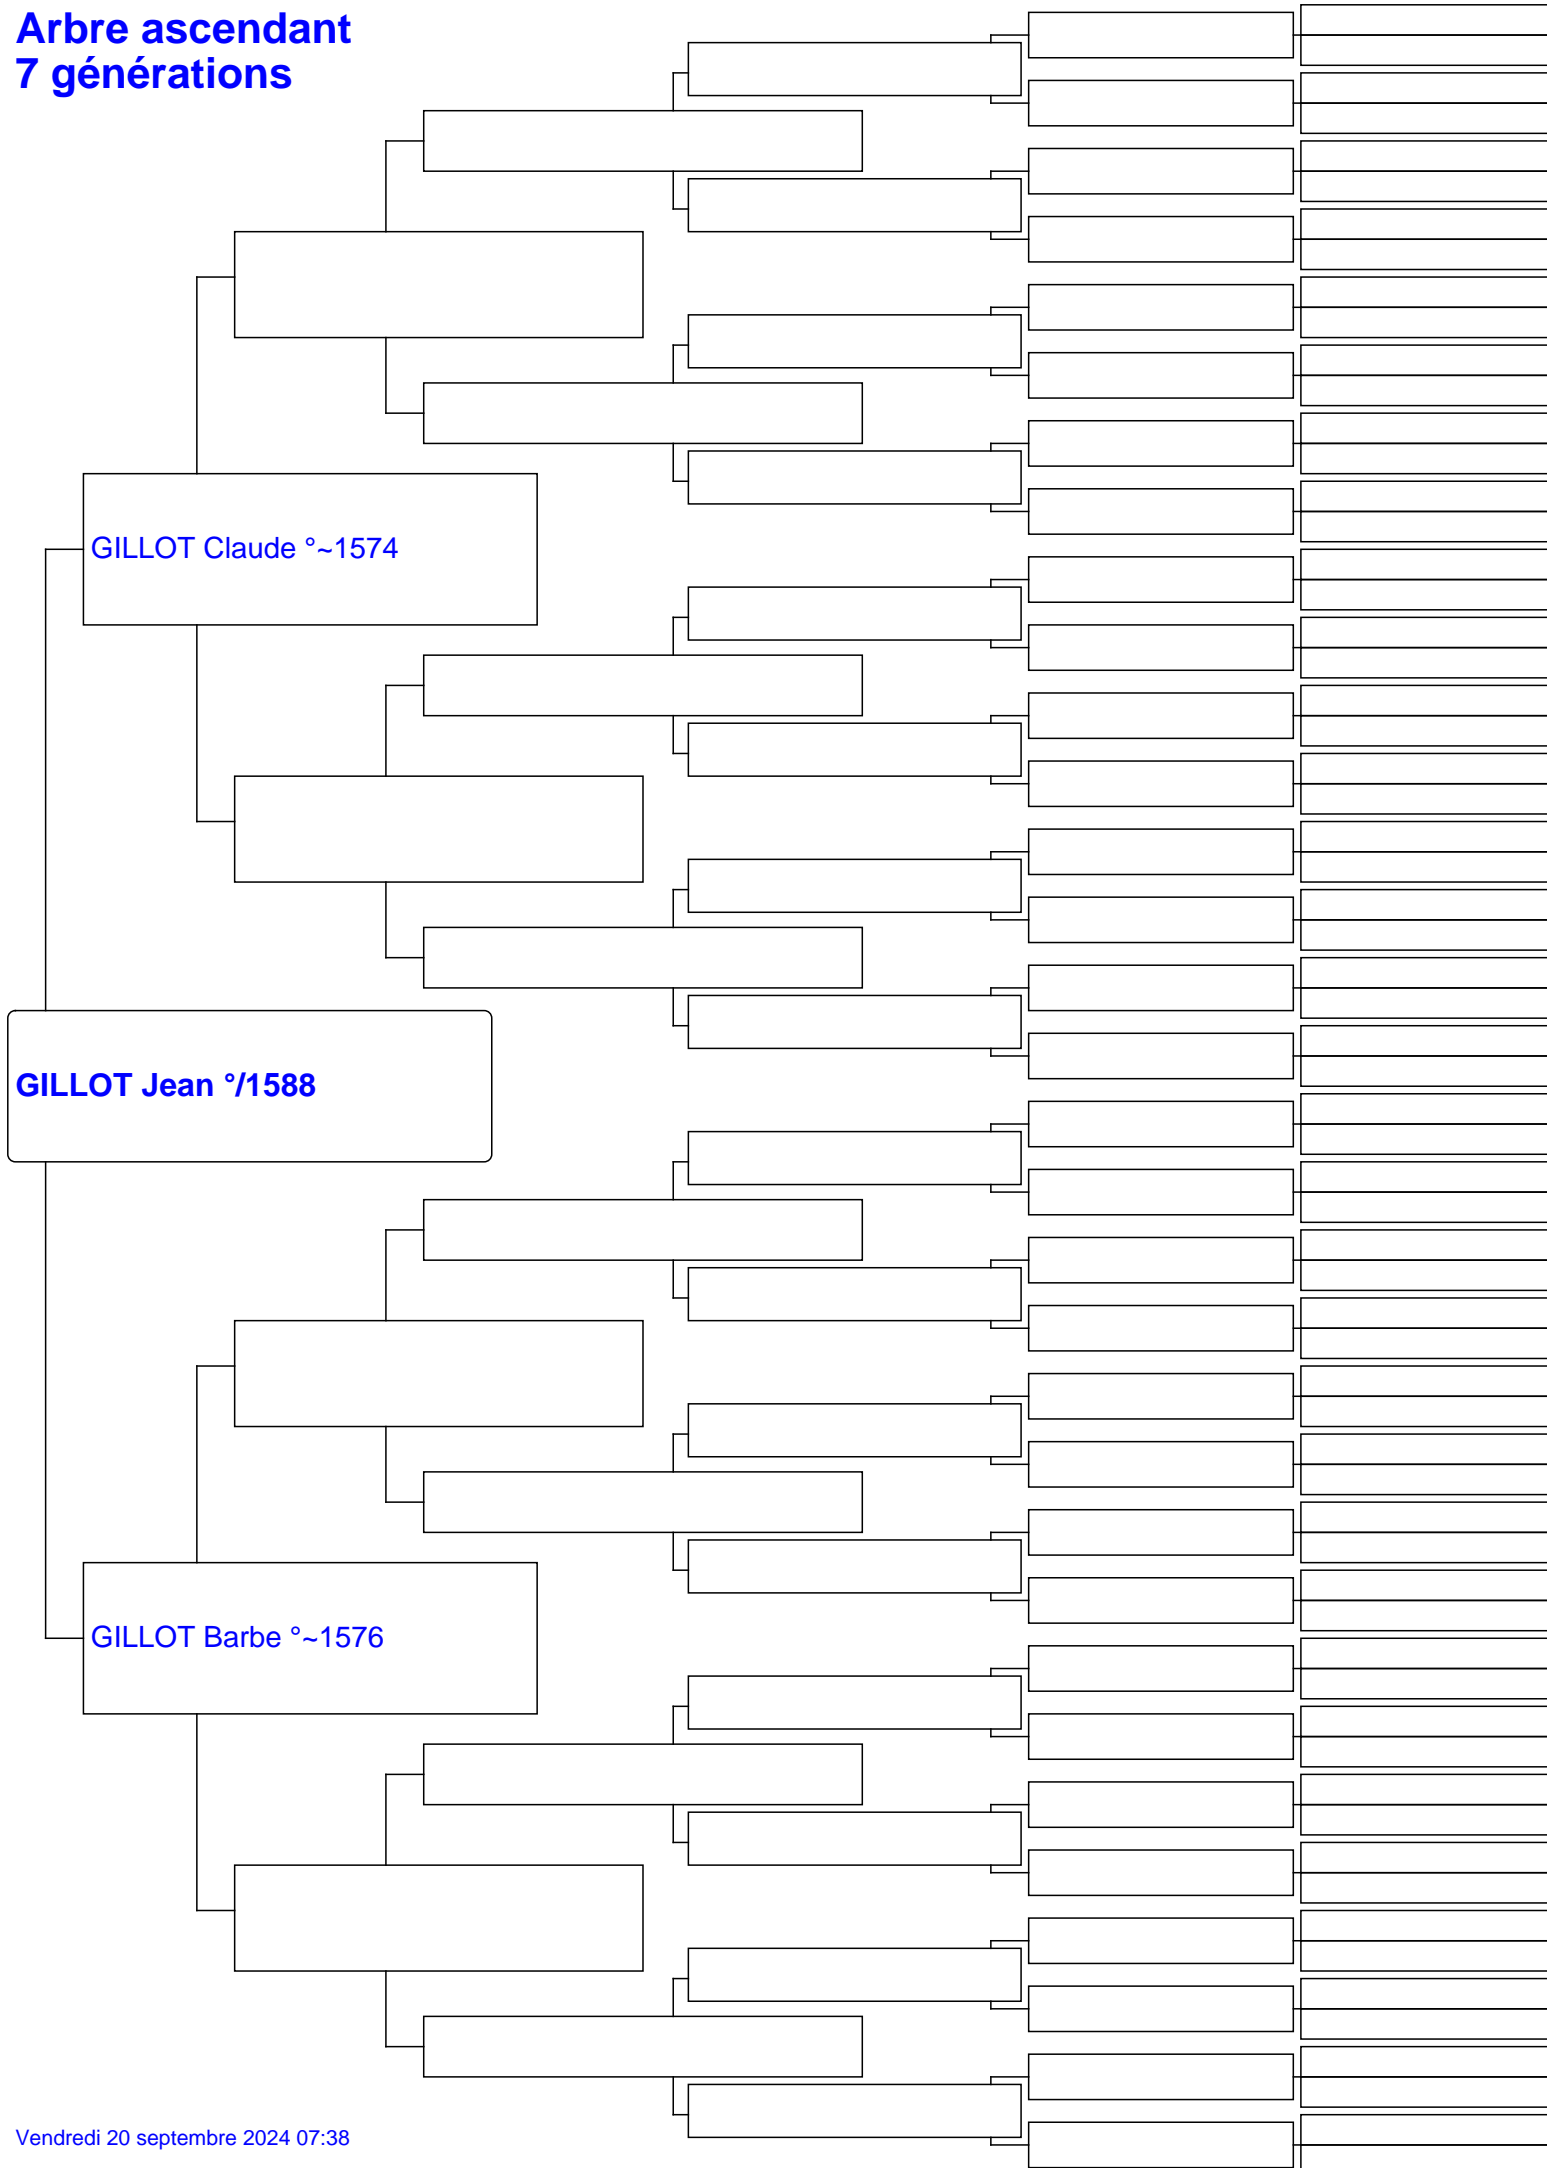 Arbre ascendant
7 générations
GILLOT Claude °~1574
GILLOT Jean °/1588
GILLOT Barbe °~1576
Vendredi 20 septembre 2024 07:38